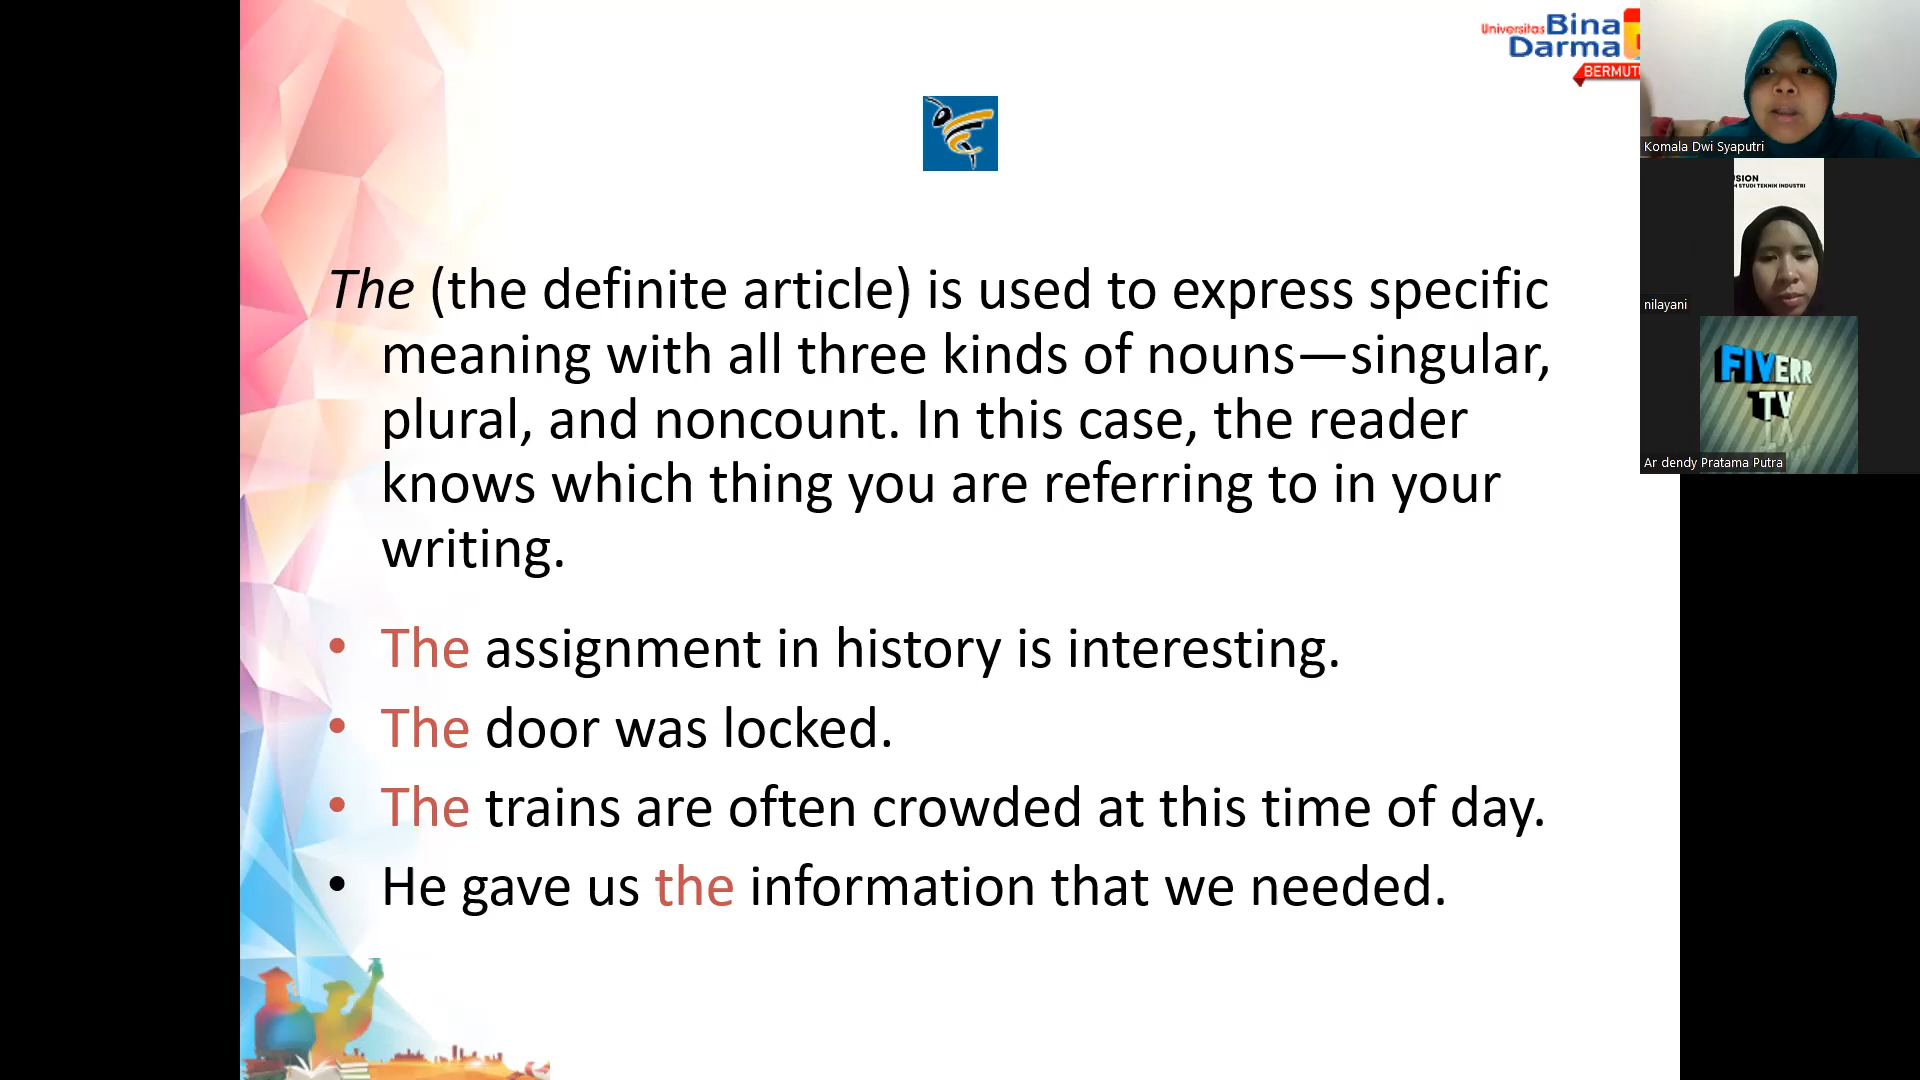 Universitas Bina
Darma
The (the definite article) is used to express specific
meaning with all three kinds of nouns—singular,
plural, and noncount. In this case, the reader
knows which thing you are referring to in your
writing.
• The assignment in history is interesting.
• The door was locked.
• The trains are often crowded at this time of day.
• He gave us the information that we needed.
Komala Dwi Syaputri
STUDI TEKNIK INDUSTRI
nilayani
FIVERR
TV
Ar dendy Pratama Putra